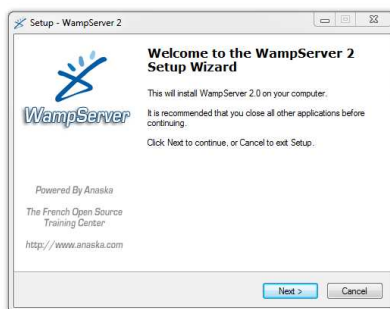 Setup - WampServer 2
WampServer
Powered By Anaska
The French Open Source
Training Center
http://www.anaska.com
Welcome to the WampServer 2
Setup Wizard
This will install WampServer 2.0 on your computer.
It is recommended that you close all other applications before
continuing.
Click Next to continue, or Cancel to exit Setup.
Next >
Cancel